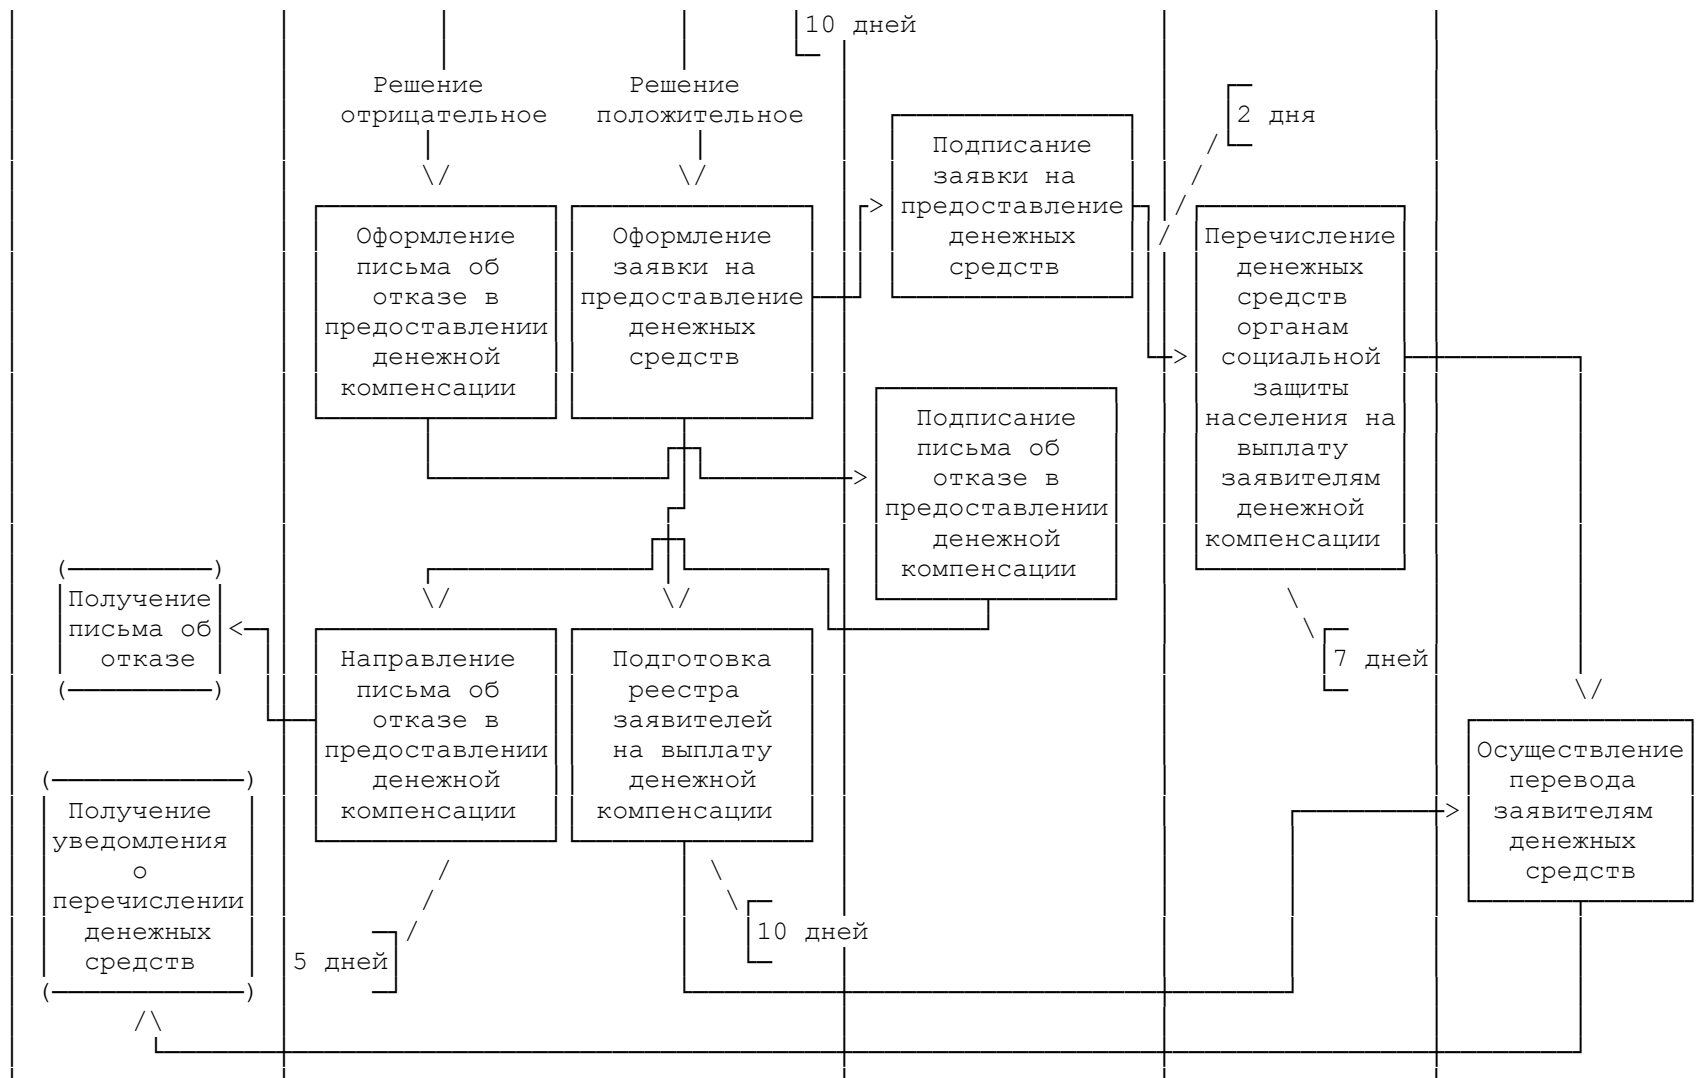 10 дней
Решение
отрицательное
Решение
положительное
2 дня
Подписание
заявки на
предоставление
денежных
средств
Оформление
письма об
отказе в
предоставлении
денежной
компенсации
Оформление
заявки на
предоставление
денежных
средств
Перечисление
денежных
средств
органам
социальной
защиты
населения на
выплату
заявителям
денежной
компенсации
Подписание
письма об
отказе в
предоставлении
денежной
компенсации
Получение
письма об
отказе
Направление
письма об
отказе в
предоставлении
денежной
компенсации
Подготовка
реестра
заявителей
на выплату
денежной
компенсации
7 дней
Осуществление
перевода
заявителям
денежных
средств
Получение
уведомления
о
перечислении
денежных
средств
5 дней
10 дней